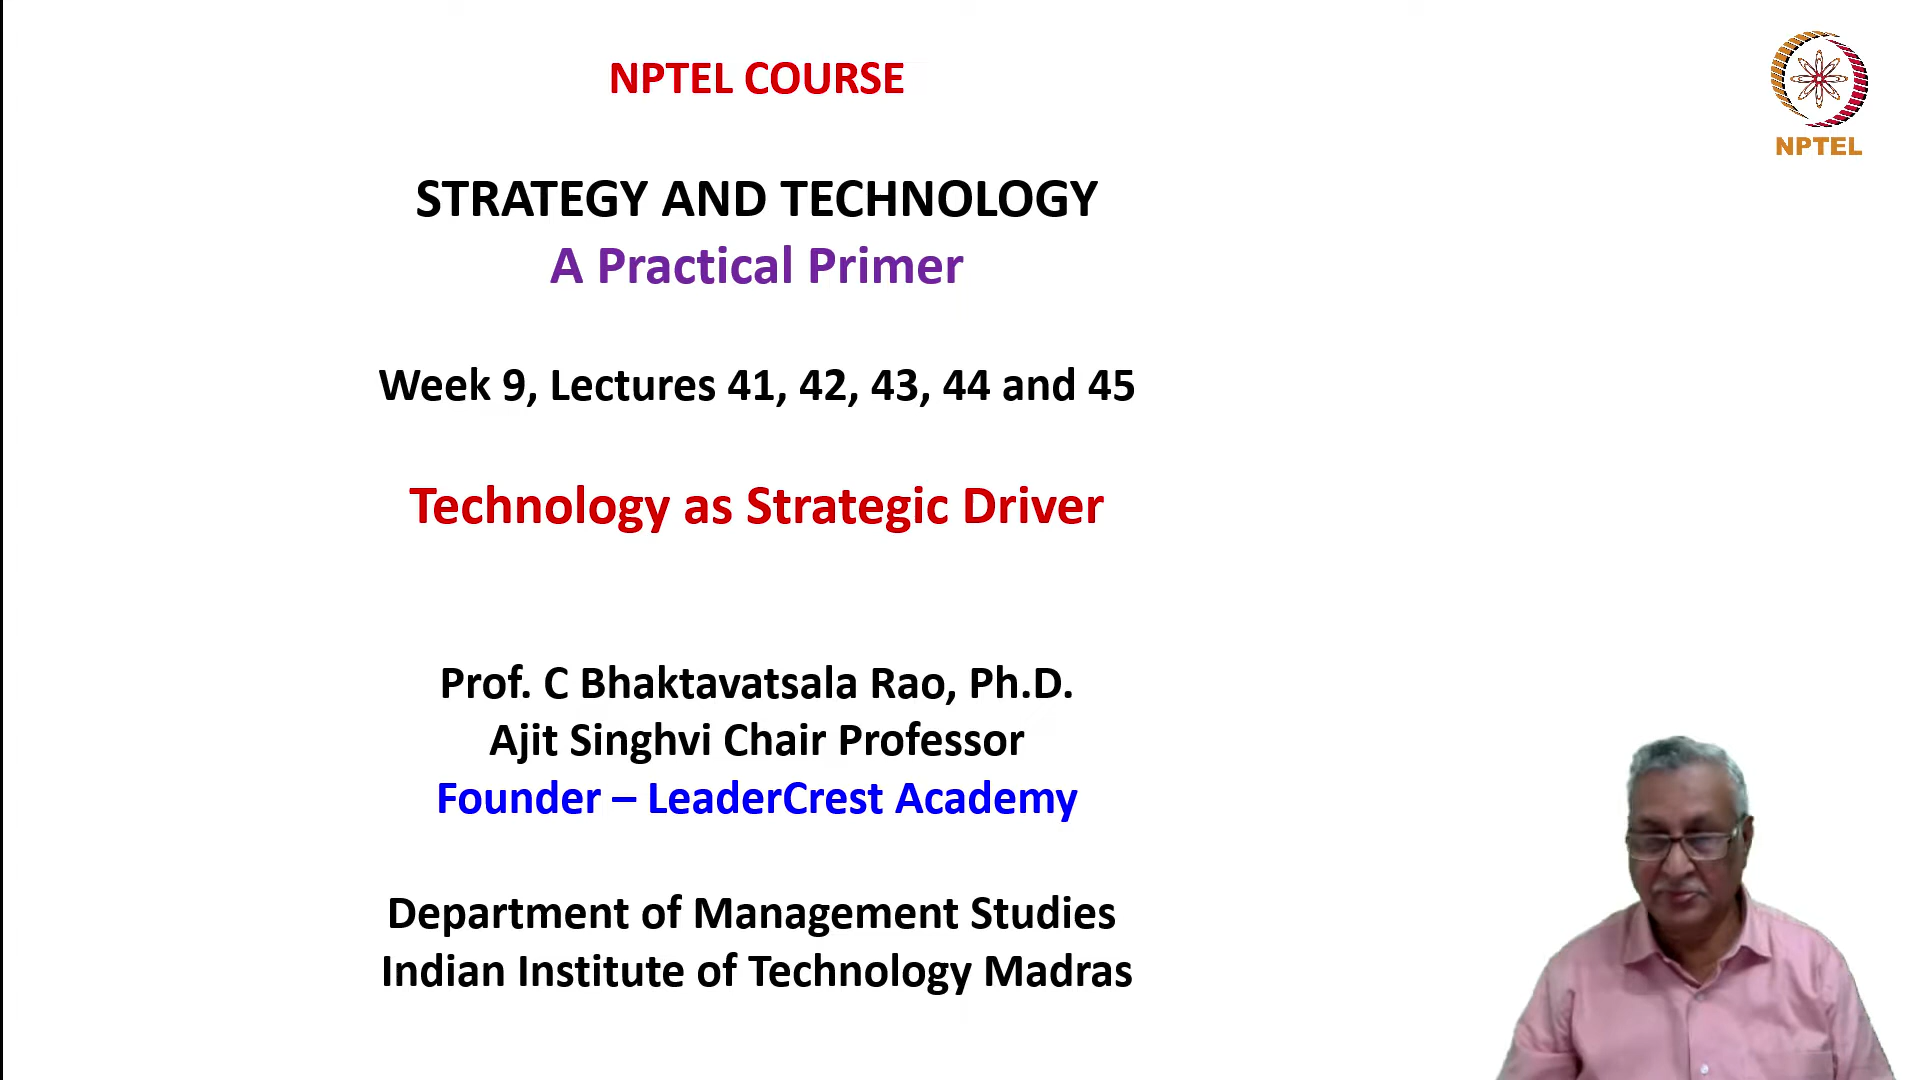 NPTEL COURSE
STRATEGY AND TECHNOLOGY
A Practical Primer
Week 9, Lectures 41, 42, 43, 44 and 45
Technology as Strategic Driver
Prof. C Bhaktavatsala Rao, Ph.D.
Ajit Singhvi Chair Professor
Founder – LeaderCrest Academy
Department of Management Studies
Indian Institute of Technology Madras
NPTEL